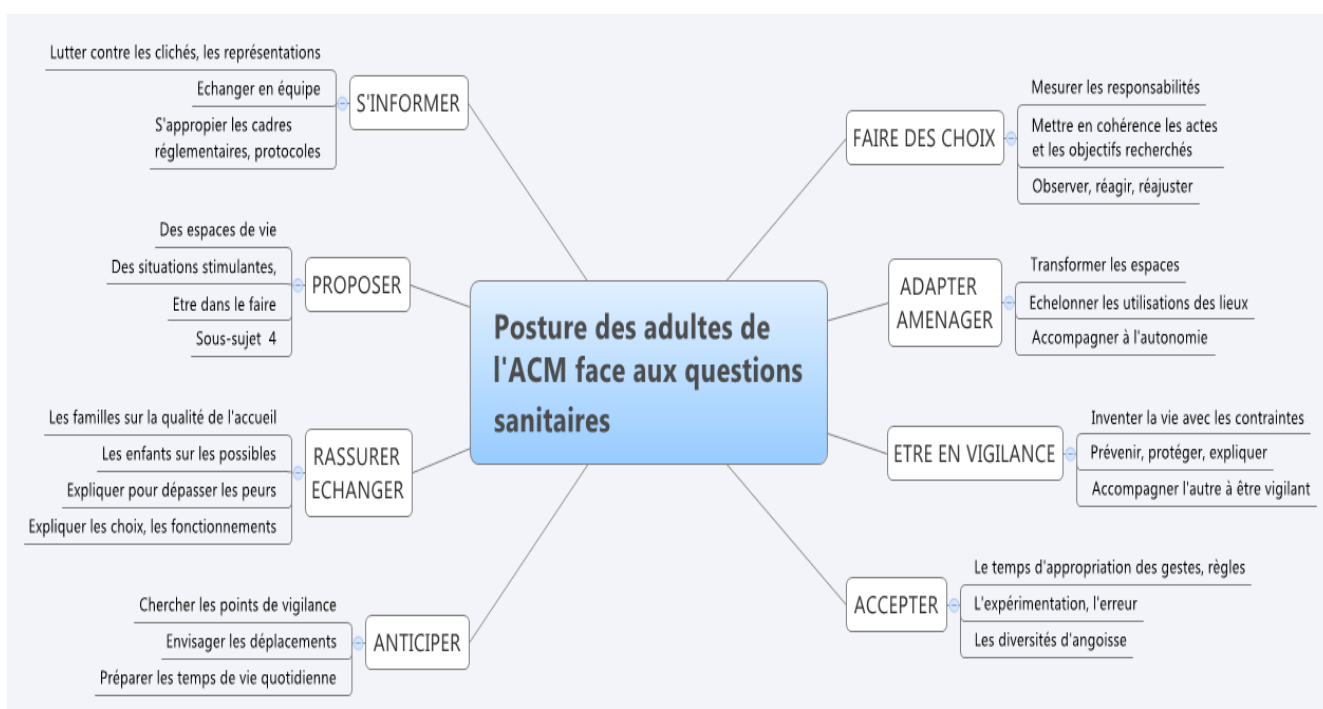 Posture des adultes de
l'ACM face aux questions
sanitaires
FAIRE DES CHOIX
Mesurer les responsabilités
Mettre en cohérence les actes
et les objectifs recherchés
Observer, réagir, réajuster
ADAPTER
AMENAGER
Transformer les espaces
Echelonner les utilisations des lieux
Accompagner à l'autonomie
ETRE EN VIGILANCE
Inventer la vie avec les contraintes
Prévenir, protéger, expliquer
Accompagner l'autre à être vigilant
ACCEPTER
Le temps d'appropriation des gestes, règles
L'expérimentation, l'erreur
Les diversités d'angoisse
ANTICIPER
Chercher les points de vigilance
Envisager les déplacements
Préparer les temps de vie quotidienne
RASSURER
ECHANGER
Les familles sur la qualité de l'accueil
Les enfants sur les possibles
Expliquer pour dépasser les peurs
Expliquer les choix, les fonctionnements
PROPOSER
Des espaces de vie
Des situations stimulantes,
Etre dans le faire
Sous-sujet 4
S'INFORMER
Lutter contre les clichés, les représentations
Echanger en équipe
S'appropier les cadres
réglementaires, protocoles